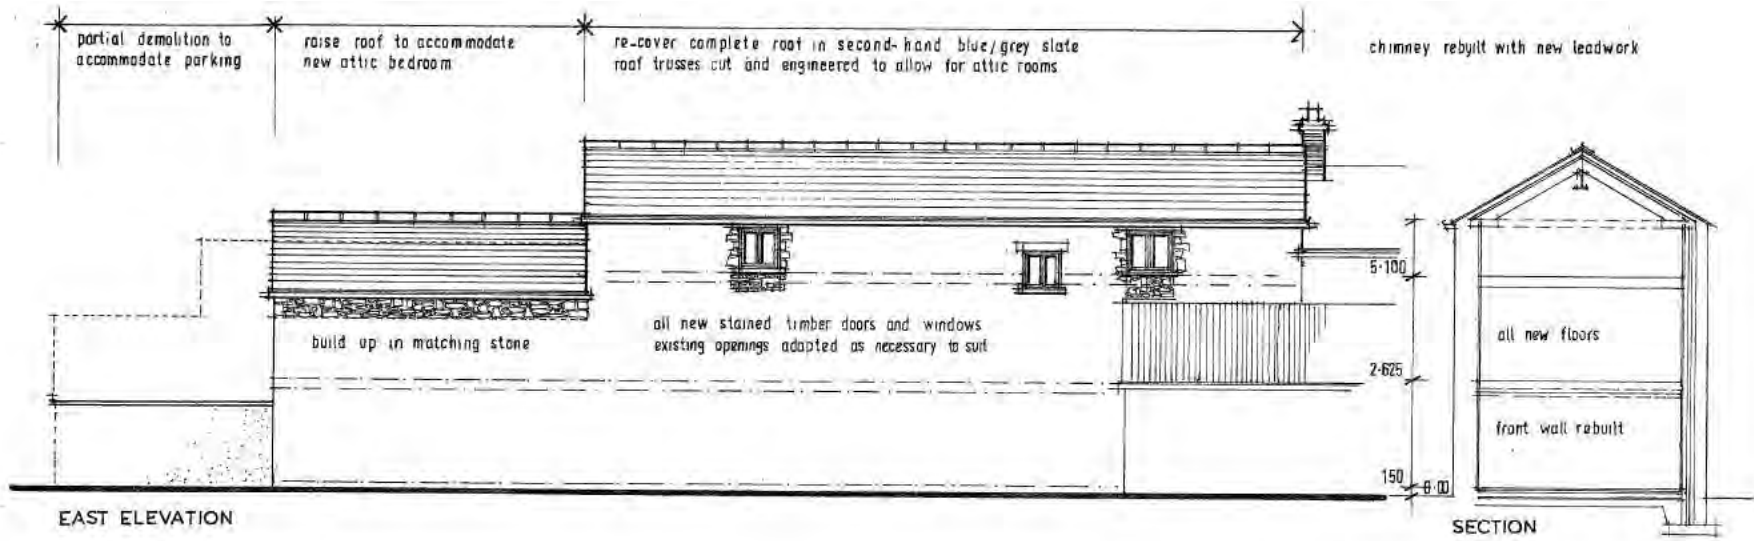 partial demolition to
accommodate parking
raise roof to accommodate
new attic bedroom
re-cover complete roof in second-hand blue/grey slate
roof trusses cut and engineered to allow for attic rooms
chimney rebuilt with new leadwork
build up in matching stone
all new stained timber doors and windows
existing openings adapted as necessary to suit
5·100
2·625
150
0·00
all new floors
front wall rebuilt
EAST ELEVATION
SECTION